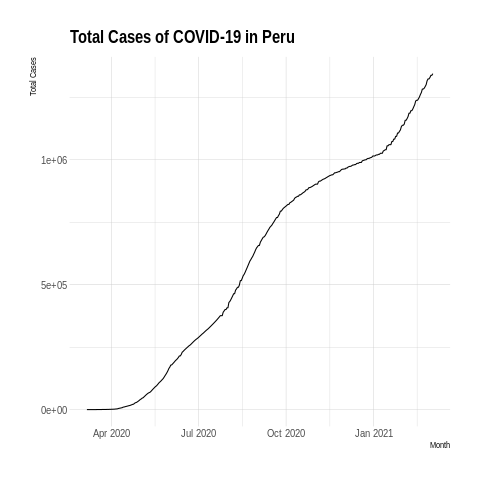 Total Cases of COVID-19 in Peru
Total Cases
1e+06
5e+05
0e+00
Apr 2020 Jul 2020 Oct 2020 Jan 2021
Month